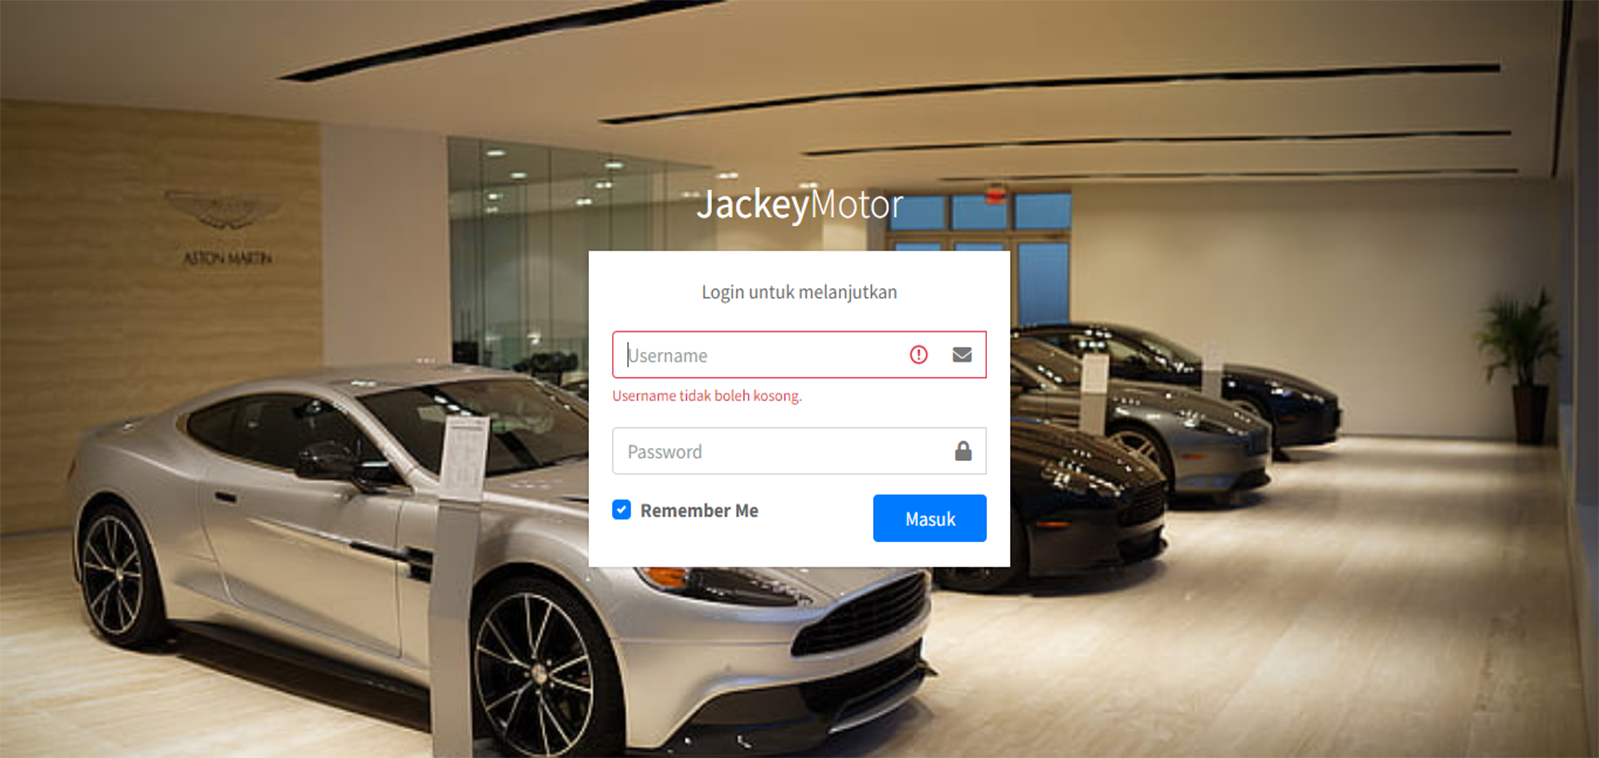 ASTON MARTIN
JackeyMotor
Login untuk melanjutkan
Username
Username tidak boleh kosong.
Password
Remember Me
Masuk